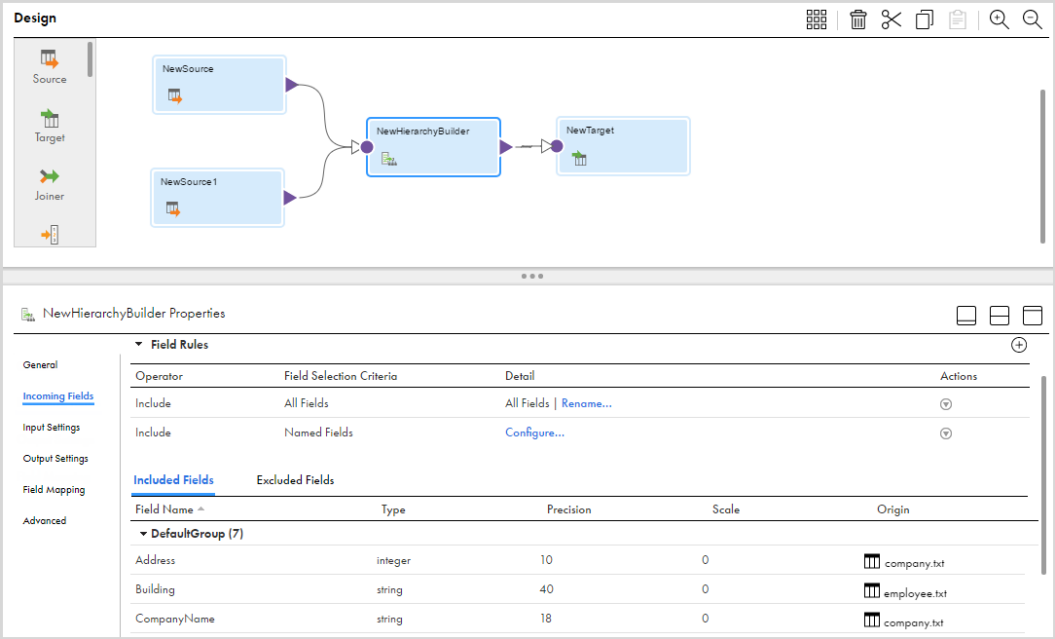 Design
Source
Target
Joiner
NewSource
NewSource1
NewHierarchyBuilder
NewTarget
NewHierarchyBuilder Properties
General
Incoming Fields
Input Settings
Output Settings
Field Mapping
Advanced
Field Rules
Operator Field Selection Criteria Detail Actions
Include All Fields All Fields | Rename...
Include Named Fields Configure...
Included Fields Excluded Fields
Field Name Type Precision Scale Origin
DefaultGroup (7)
Address integer 10 0 company.txt
Building string 40 0 employee.txt
CompanyName string 18 0 company.txt